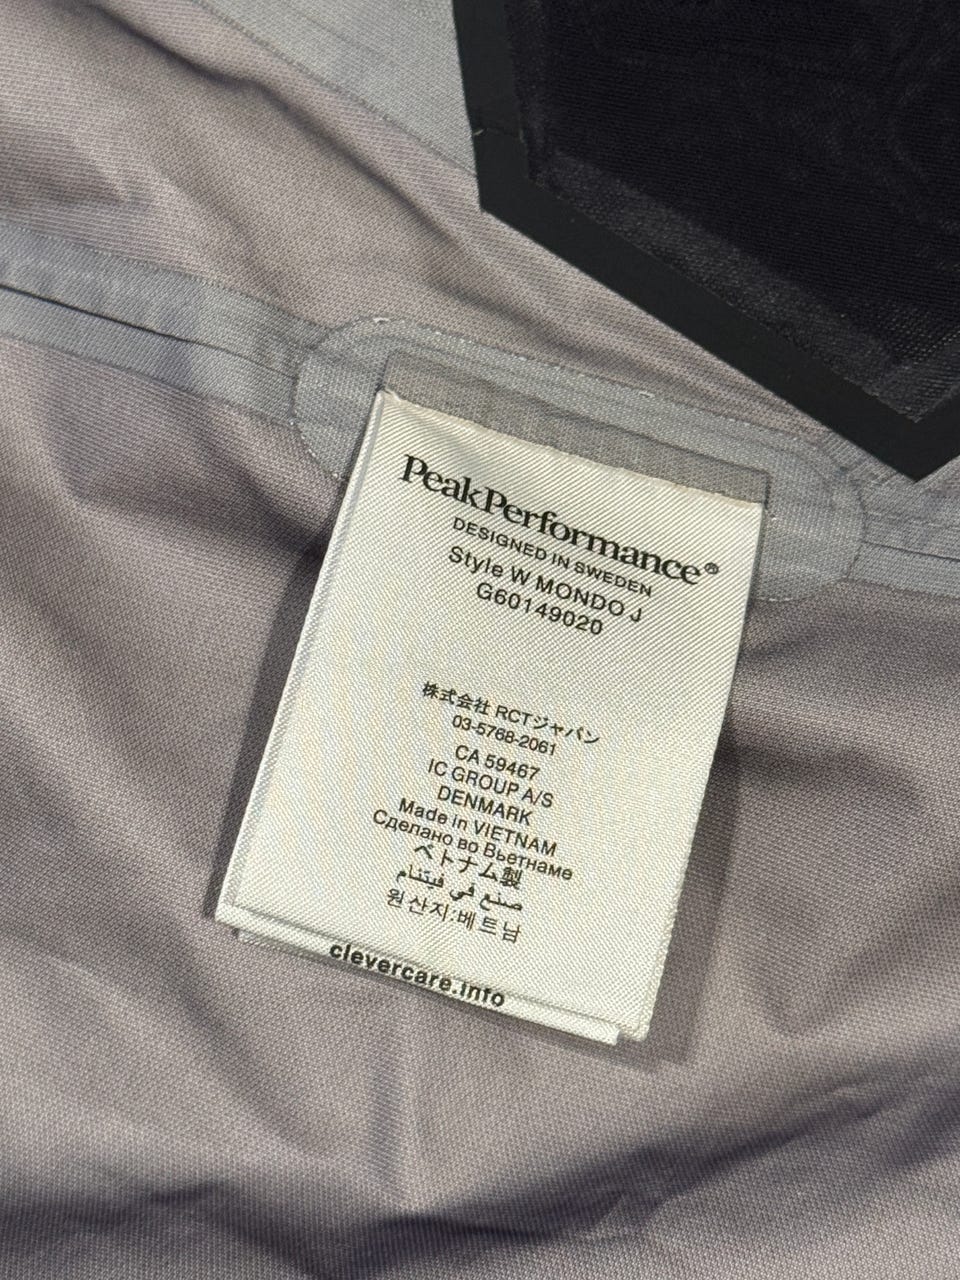 PeakPerformance®
DESIGNED IN SWEDEN
Style W MONDO J
G60149020
株式会社 RCTジャパン
03-5768-2061
CA 59467
IC GROUP A/S
DENMARK
Made in VIETNAM
Сделано во Вьетнаме
ベトナム製
صنع في فيتنام
원산지:베트남
clevercare.info